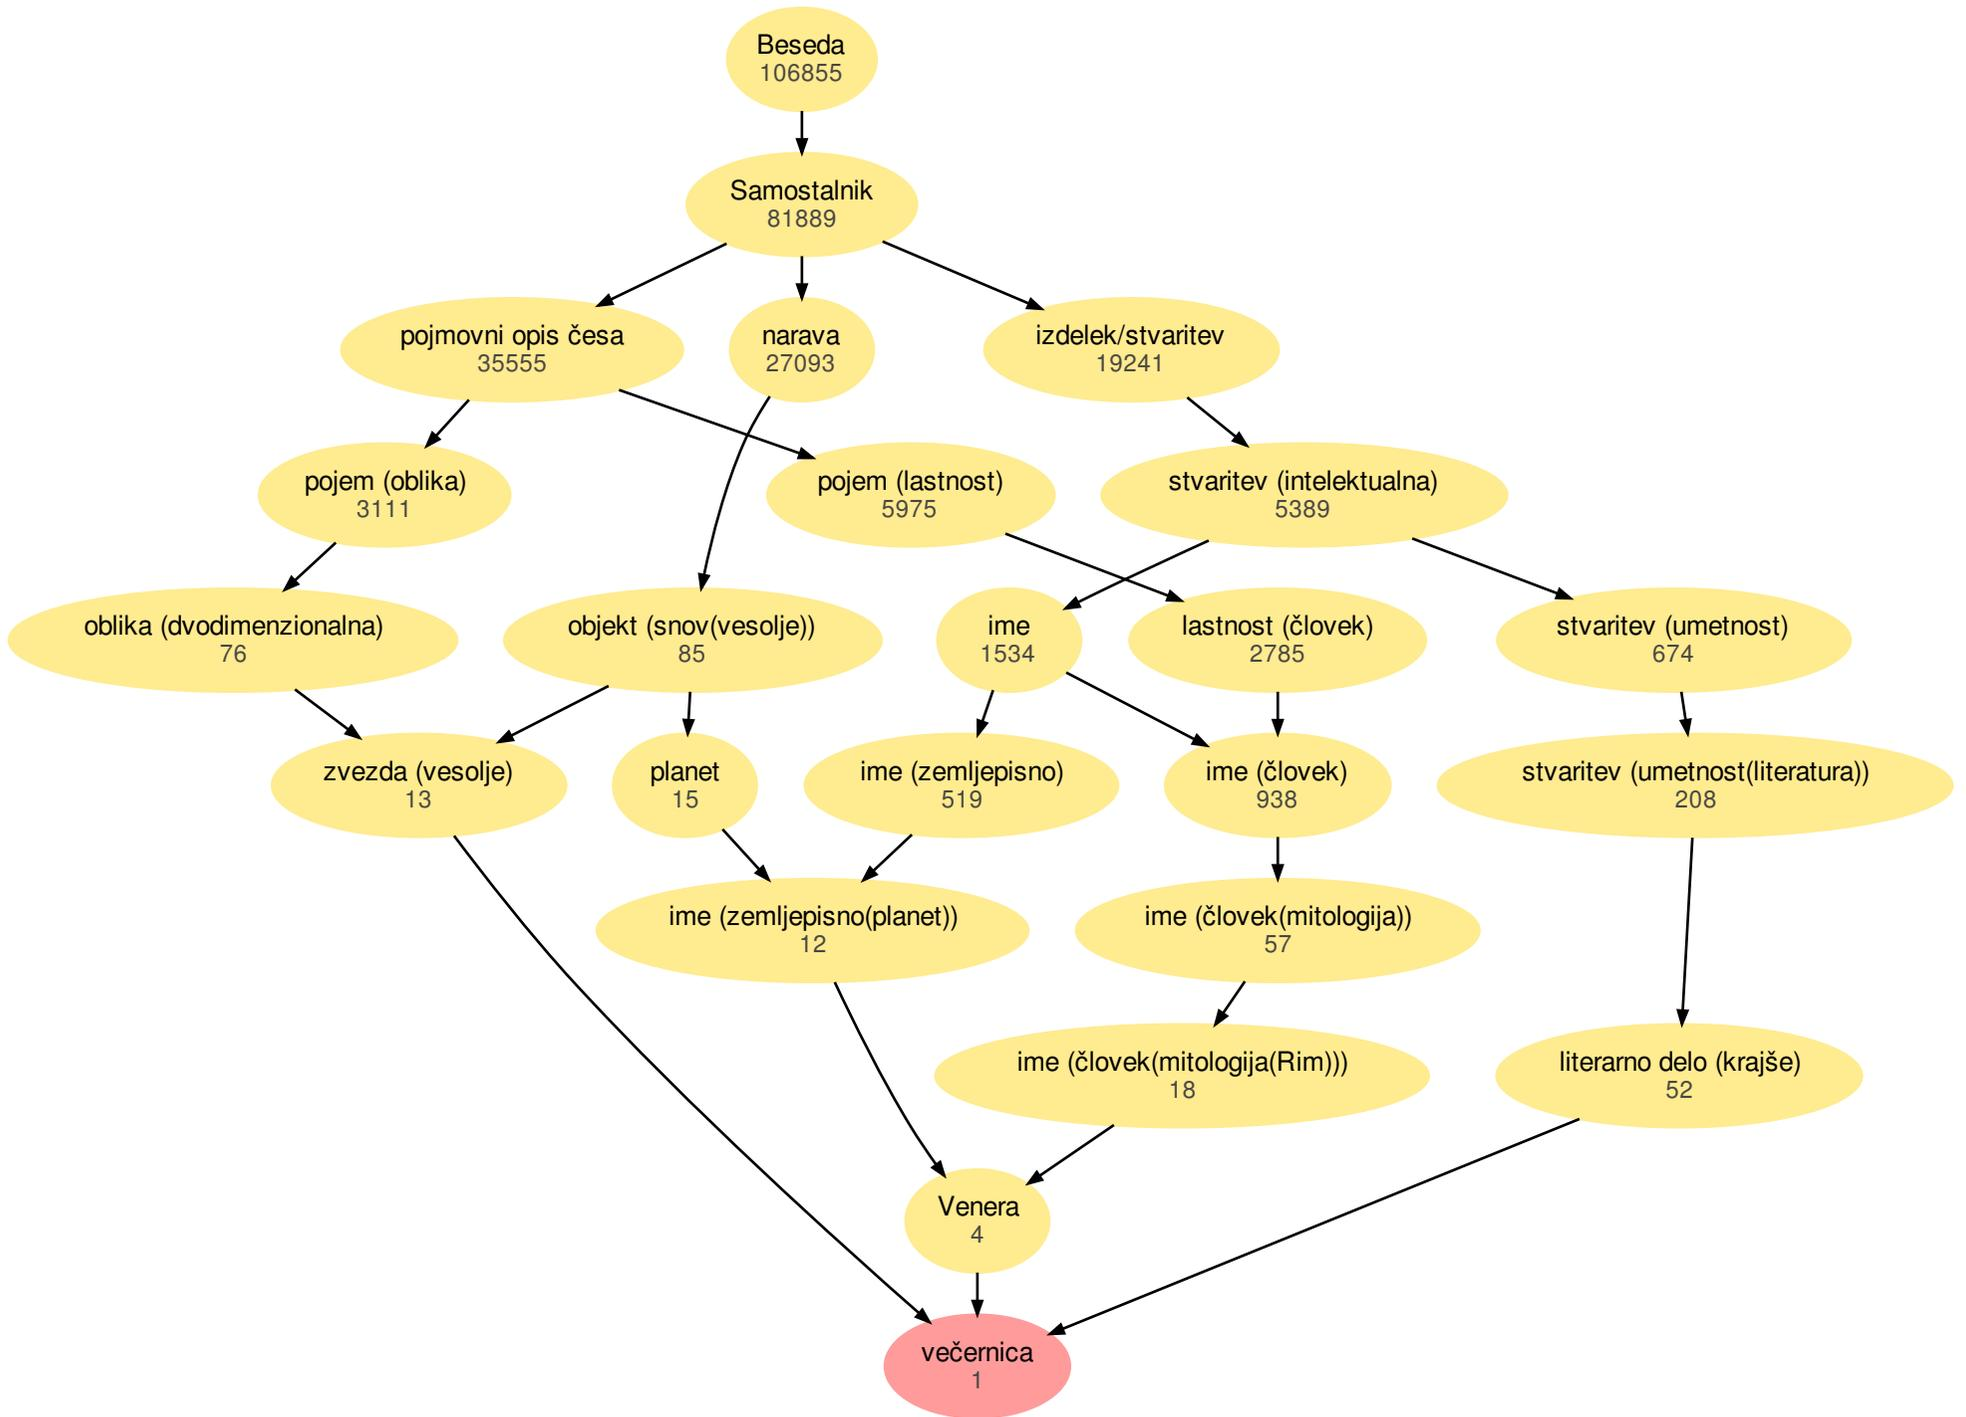 Beseda
106855
Samostalnik
81889
pojmovni opis česa
35555
narava
27093
izdelek/stvaritev
19241
pojem (oblika)
3111
pojem (lastnost)
5975
stvaritev (intelektualna)
5389
oblika (dvodimenzionalna)
76
objekt (snov(vesolje))
85
ime
1534
lastnost (človek)
2785
stvaritev (umetnost)
674
zvezda (vesolje)
13
planet
15
ime (zemljepisno)
519
ime (človek)
938
stvaritev (umetnost(literatura))
208
ime (zemljepisno(planet))
12
ime (človek(mitologija))
57
ime (človek(mitologija(Rim)))
18
literarno delo (krajše)
52
Venera
4
večernica
1